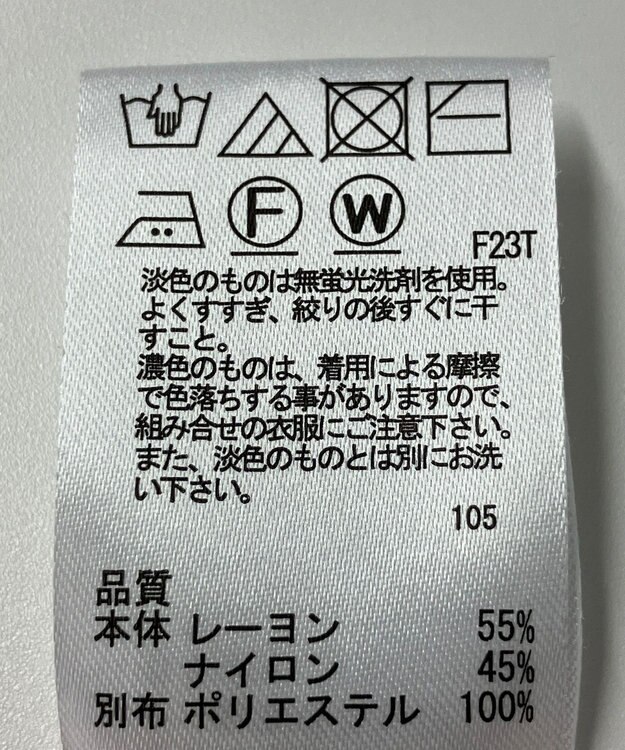 F W
F23T
淡色のものは無蛍光洗剤を使用。
よくすすぎ、絞りの後すぐに干
すこと。
濃色のものは、着用による摩擦
で色落ちする事がありますので、
組み合せの衣服にご注意下さい。
また、淡色のものとは別にお洗
い下さい。
105
品質
本体 レーヨン 55%
ナイロン 45%
別布 ポリエステル 100%